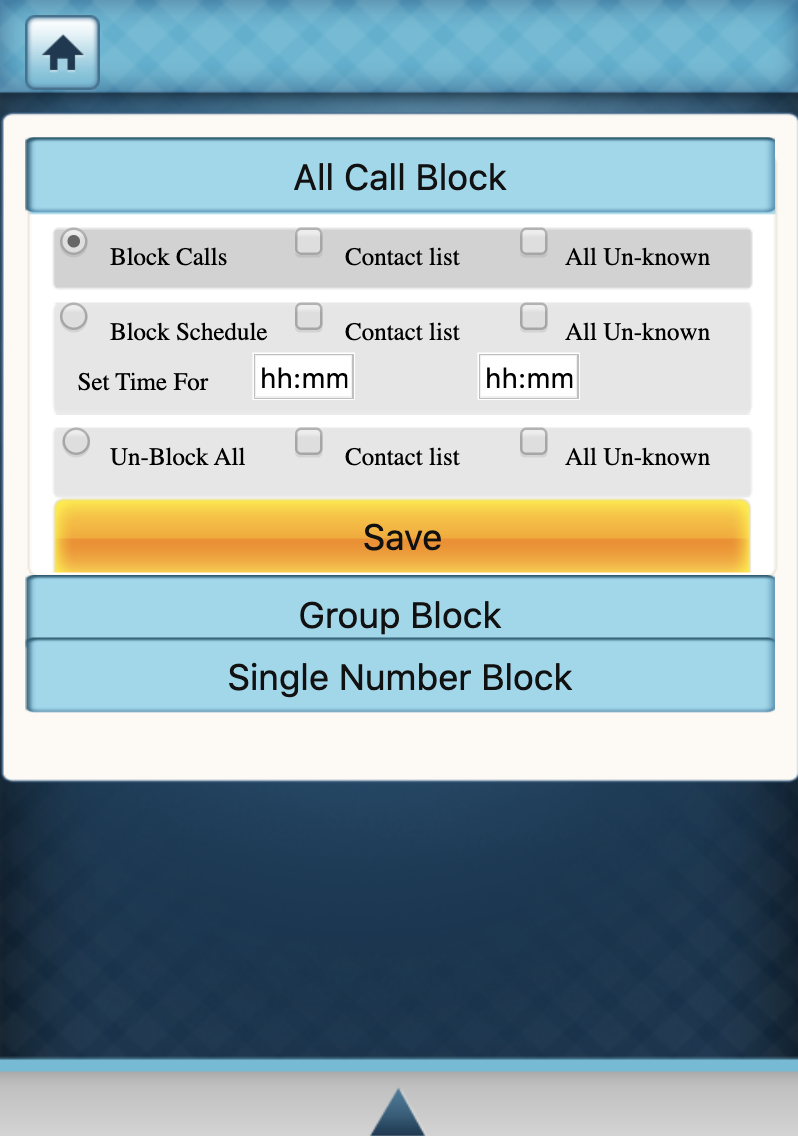 All Call Block
Block Calls Contact list All Un-known
Block Schedule Contact list All Un-known
Set Time For hh:mm hh:mm
Un-Block All Contact list All Un-known
Save
Group Block
Single Number Block